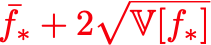 f̄_* + 2√𝕍[f_*]